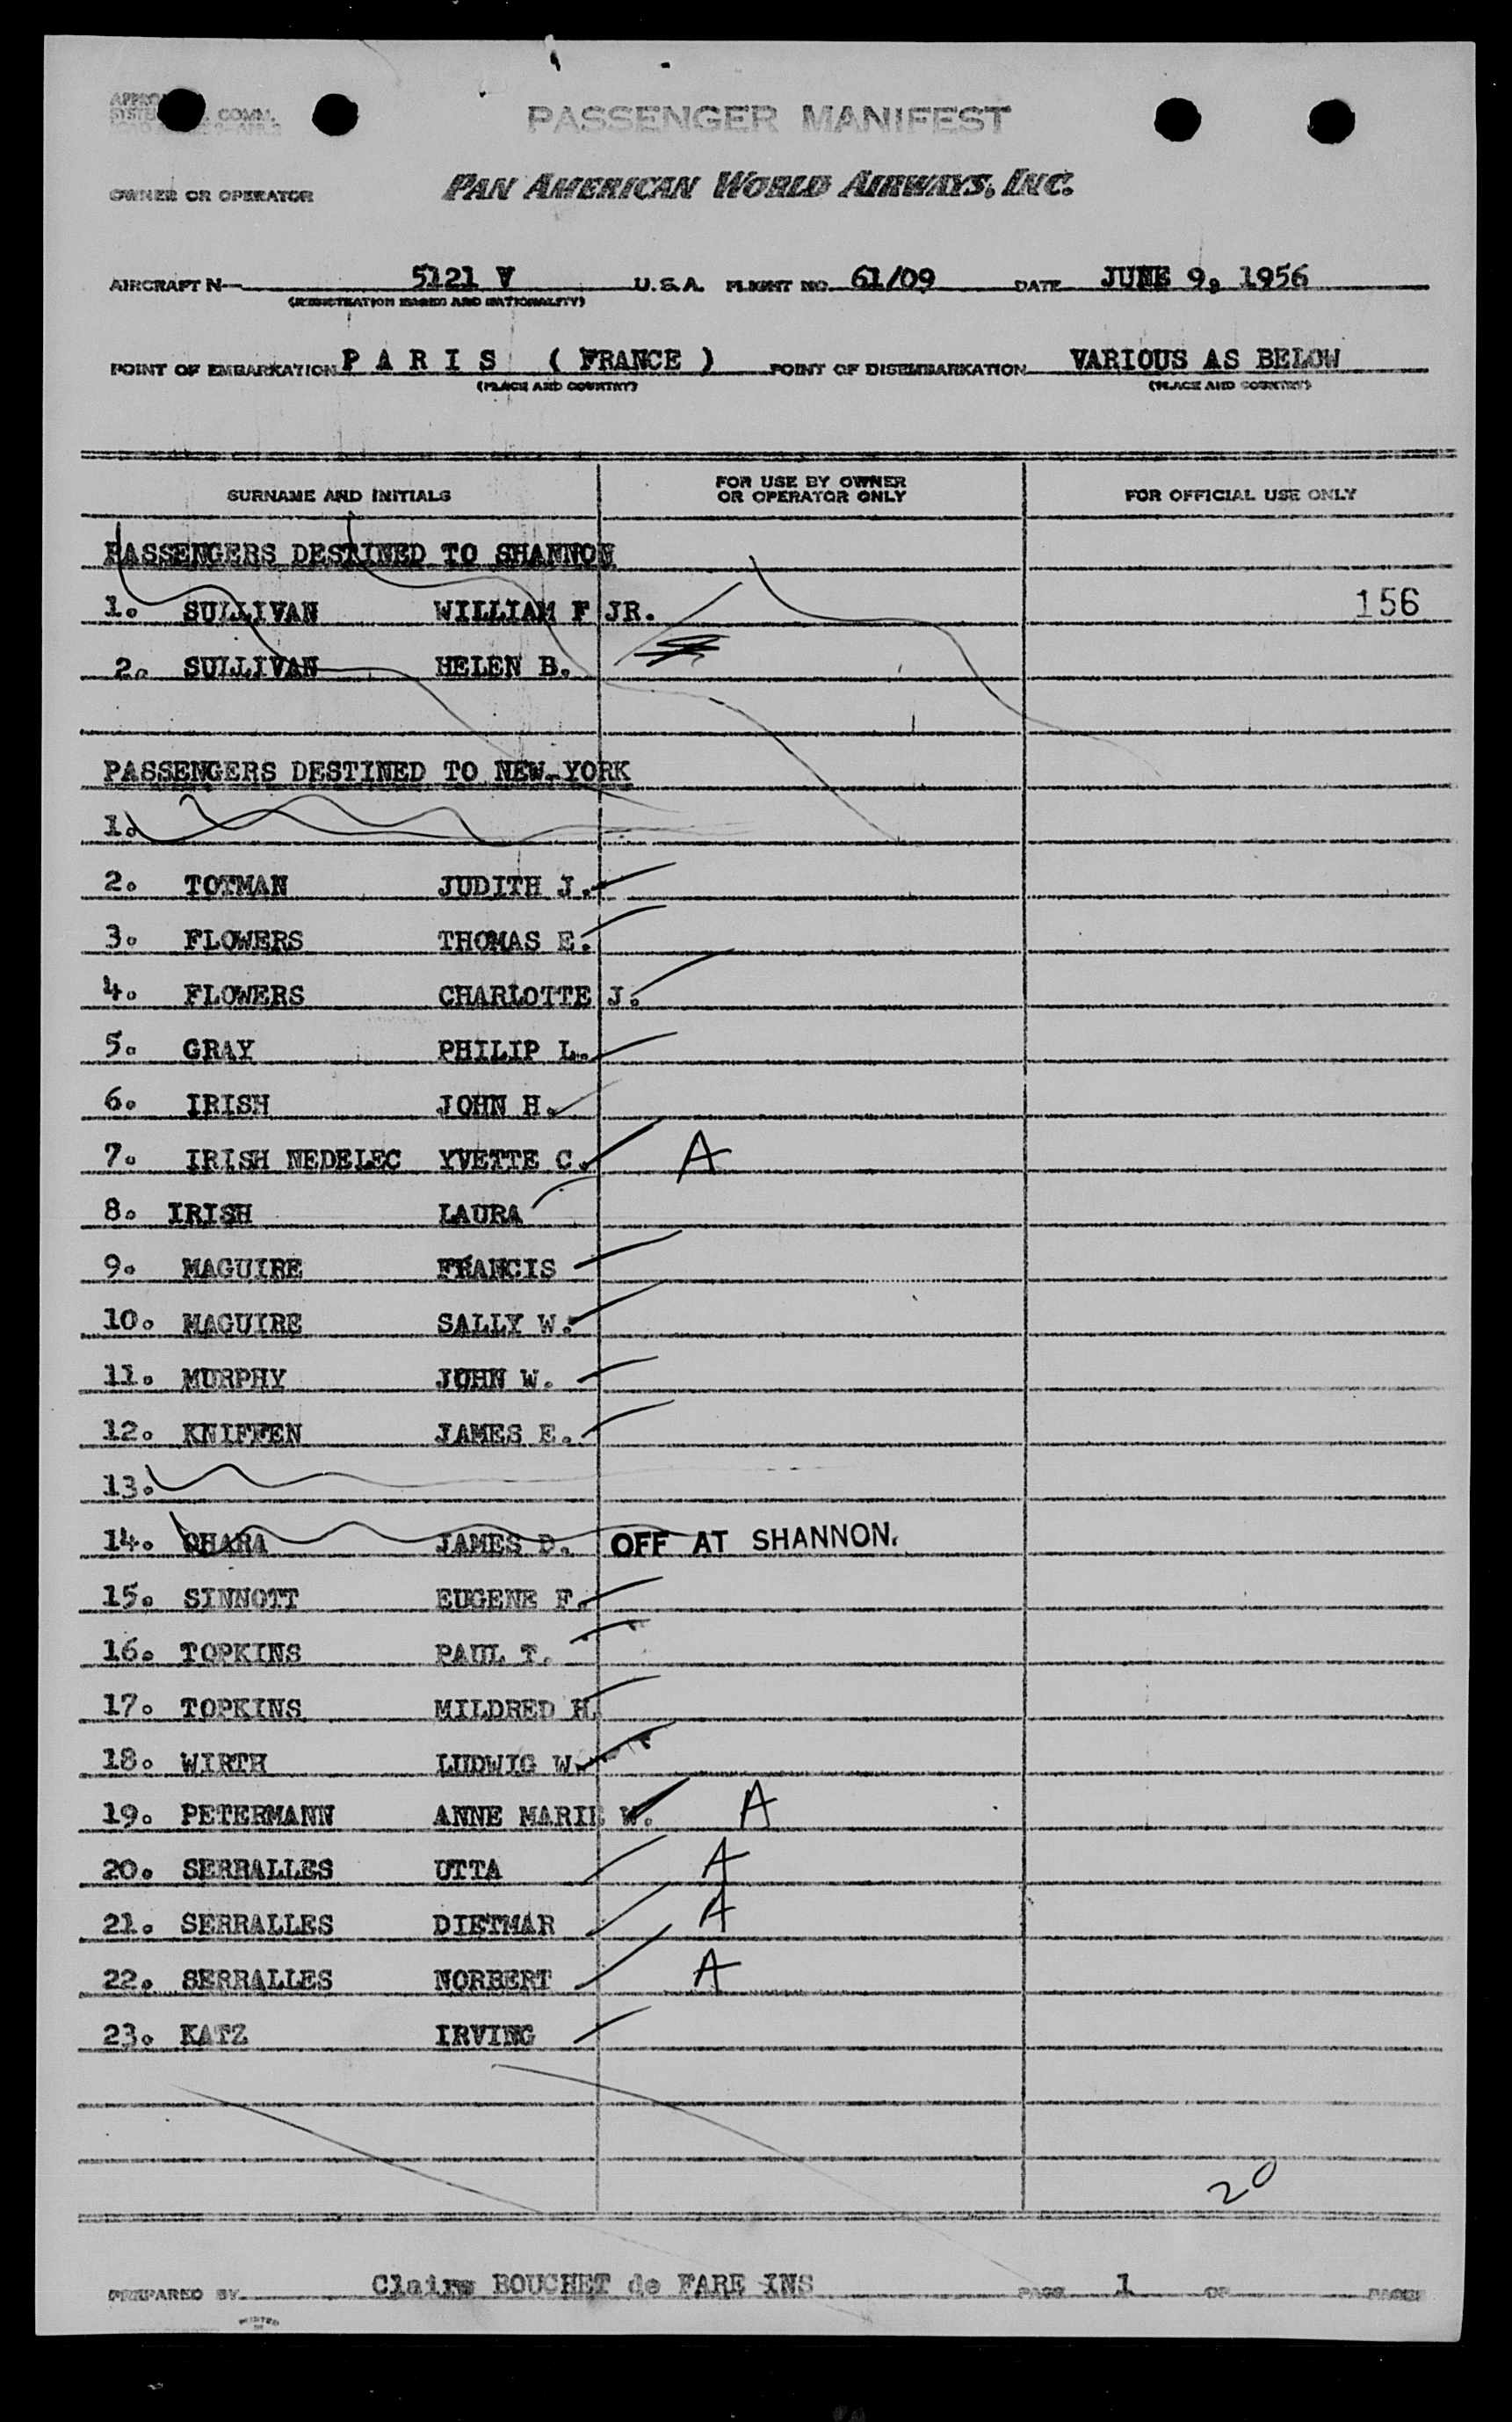 PASSENGER MANIFEST
COMM.
OWNER OR OPERATOR PAN AMERICAN WORLD AIRWAYS, INC.
AIRCRAFT N— 5121 V U.S.A. FLIGHT NO. 61/09 DATE JUNE 9, 1956
(REGISTRATION MARKS AND NATIONALITY)
POINT OF EMBARKATION P A R I S ( FRANCE ) POINT OF DISEMBARKATION VARIOUS AS BELOW
(PLACE AND COUNTRY) (PLACE AND COUNTRY)
SURNAME AND INITIALS FOR USE BY OWNER OR OPERATOR ONLY FOR OFFICIAL USE ONLY
PASSENGERS DESTINED TO SHANNON
1. SULLIVAN WILLIAM F JR. 156
2. SULLIVAN HELEN B.
PASSENGERS DESTINED TO NEW-YORK
1.
2. TOTMAN JUDITH J.
3. FLOWERS THOMAS E.
4. FLOWERS CHARLOTTE J.
5. GRAY PHILIP L.
6. IRISH JOHN H.
7. IRISH NEDELEC YVETTE C. A
8. IRISH LAURA
9. MAGUIRE FRANCIS
10. MAGUIRE SALLY W.
11. MURPHY JOHN W.
12. KNIFFEN JAMES E.
13.
14. OHARA JAMES D. OFF AT SHANNON.
15. SINNOTT EUGENE F.
16. TOPKINS PAUL T.
17. TOPKINS MILDRED H.
18. WIRTH LUDWIG W.
19. PETERMANN ANNE MARIE W. A
20. SERRALLES UTTA A
21. SERRALLES DIETMAR A
22. SERRALLES NORBERT A
23. KATZ IRVING
20
PREPARED BY Claire BOUCHET de FARE INS PAGE 1 OF PAGES